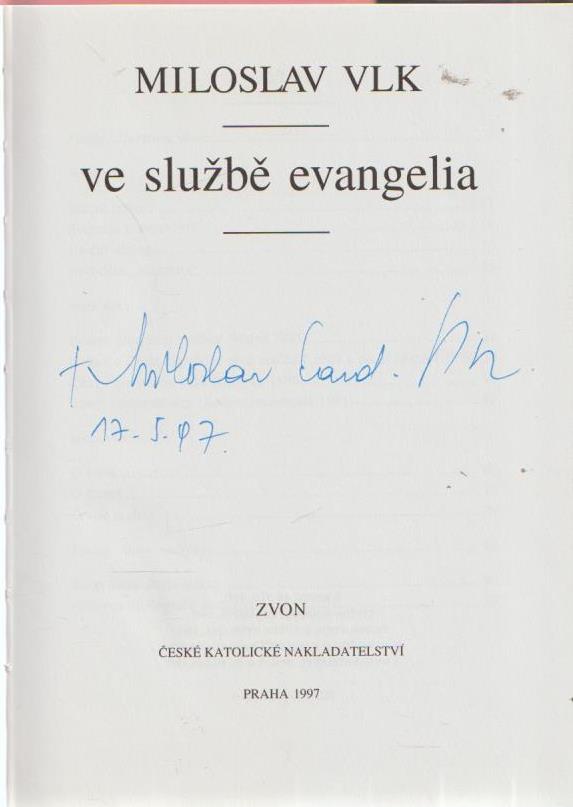 MILOSLAV VLK
ve službě evangelia
+ Miloslav Card. Vlk
17. 5. 97.
ZVON
ČESKÉ KATOLICKÉ NAKLADATELSTVÍ
PRAHA 1997